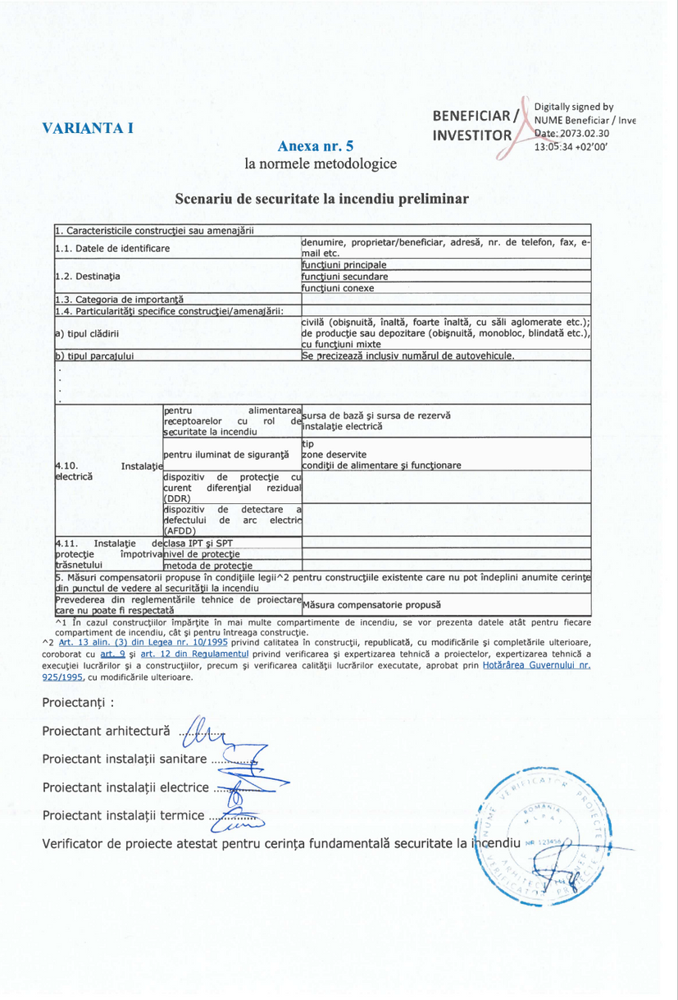 BENEFICIAR /
INVESTITOR
Digitally signed by
NUME Beneficiar / Inve
Date: 2073.02.30
13:05:34 +02'00'
VARIANTA I
Anexa nr. 5
la normele metodologice
Scenariu de securitate la incendiu preliminar
1. Caracteristicile construcţiei sau amenajării
1.1. Datele de identificare
denumire, proprietar/beneficiar, adresă, nr. de telefon, fax, e-
mail etc.
1.2. Destinaţia
funcţiuni principale
funcţiuni secundare
funcţiuni conexe
1.3. Categoria de importanţă
1.4. Particularităţi specifice construcţiei/amenajării:
a) tipul clădirii
civilă (obişnuită, înaltă, foarte înaltă, cu săli aglomerate etc.);
de producţie sau depozitare (obişnuită, monobloc, blindată etc.),
cu funcţiuni mixte
b) tipul parcajului
Se precizează inclusiv numărul de autovehicule.
.
.
.
.
4.10. Instalaţie
electrică
pentru alimentarea
receptoarelor cu rol de
securitate la incendiu
sursa de bază şi sursa de rezervă
instalaţie electrică
pentru iluminat de siguranţă
tip
zone deservite
condiţii de alimentare şi funcţionare
dispozitiv de protecţie cu
curent diferenţial rezidual
(DDR)
dispozitiv de detectare a
defectului de arc electric
(AFDD)
4.11. Instalaţie de
protecţie împotriva
trăsnetului
clasa IPT şi SPT
nivel de protecţie
metoda de protecţie
5. Măsuri compensatorii propuse în condiţiile legii^2 pentru construcţiile existente care nu pot îndeplini anumite cerinţe
din punctul de vedere al securităţii la incendiu
Prevederea din reglementările tehnice de proiectare
care nu poate fi respectată
Măsura compensatorie propusă
^1 În cazul construcţiilor împărţite în mai multe compartimente de incendiu, se vor prezenta datele atât pentru fiecare
compartiment de incendiu, cât şi pentru întreaga construcţie.
^2 Art. 13 alin. (3) din Legea nr. 10/1995 privind calitatea în construcţii, republicată, cu modificările şi completările ulterioare,
coroborat cu art. 9 şi art. 12 din Regulamentul privind verificarea şi expertizarea tehnică a proiectelor, expertizarea tehnică a
execuţiei lucrărilor şi a construcţiilor, precum şi verificarea calităţii lucrărilor executate, aprobat prin Hotărârea Guvernului nr.
925/1995, cu modificările ulterioare.
Proiectanți :
Proiectant arhitectură ............
Proiectant instalații sanitare ............
Proiectant instalații electrice ............
Proiectant instalații termice ............
Verificator de proiecte atestat pentru cerința fundamentală securitate la incendiu
NUME VERIFICATOR PROIECTE
ROMÂNIA
NR 123456
VERIFICATOR PROIECTE